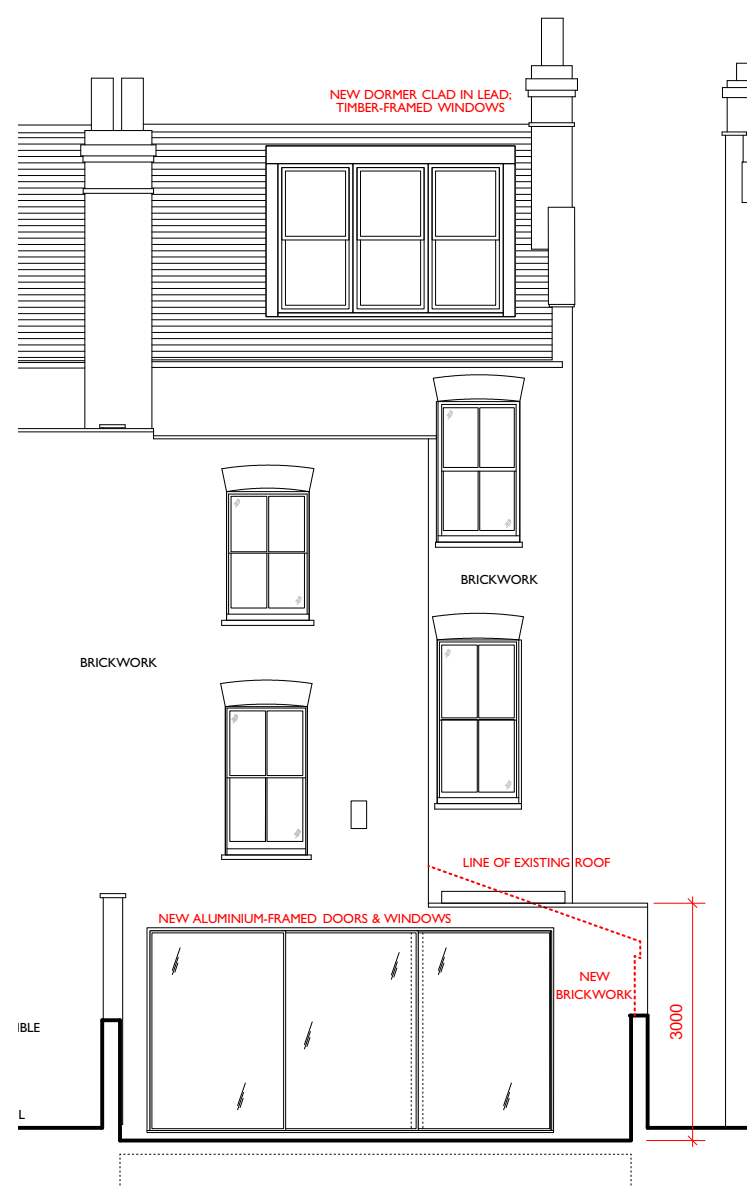 NEW DORMER CLAD IN LEAD;
TIMBER-FRAMED WINDOWS
BRICKWORK
BRICKWORK
LINE OF EXISTING ROOF
NEW ALUMINIUM-FRAMED DOORS & WINDOWS
NEW
BRICKWORK
3000
IBLE
L